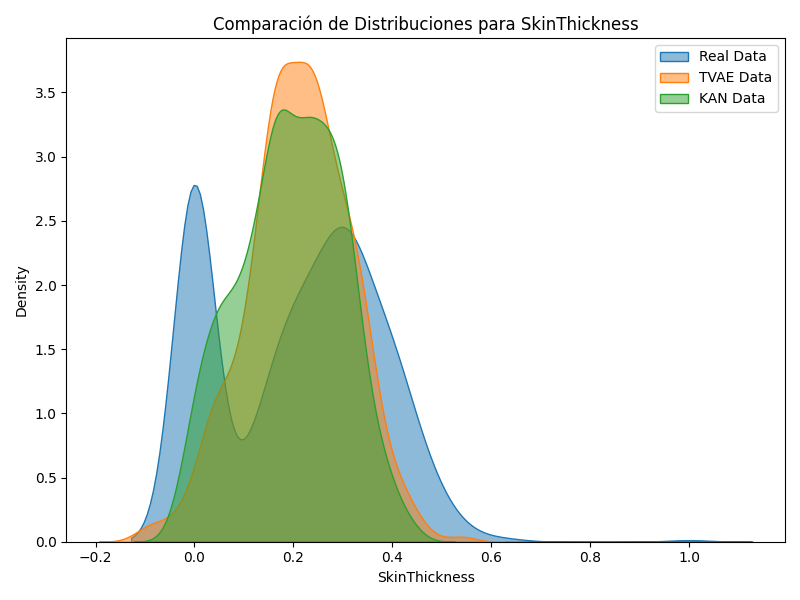 Comparación de Distribuciones para SkinThickness
Real Data
TVAE Data
KAN Data
Density
3.5
3.0
2.5
2.0
1.5
1.0
0.5
0.0
−0.2 0.0 0.2 0.4 0.6 0.8 1.0
SkinThickness